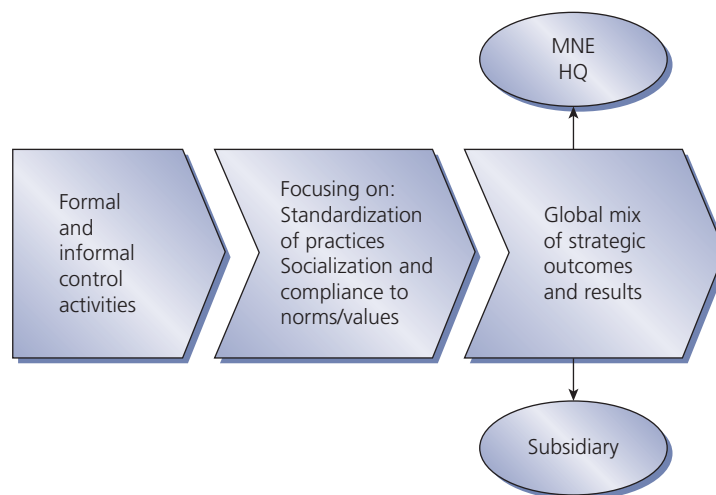 MNE
HQ
Formal
and
informal
control
activities
Focusing on:
Standardization
of practices
Socialization and
compliance to
norms/values
Global mix
of strategic
outcomes
and results
Subsidiary